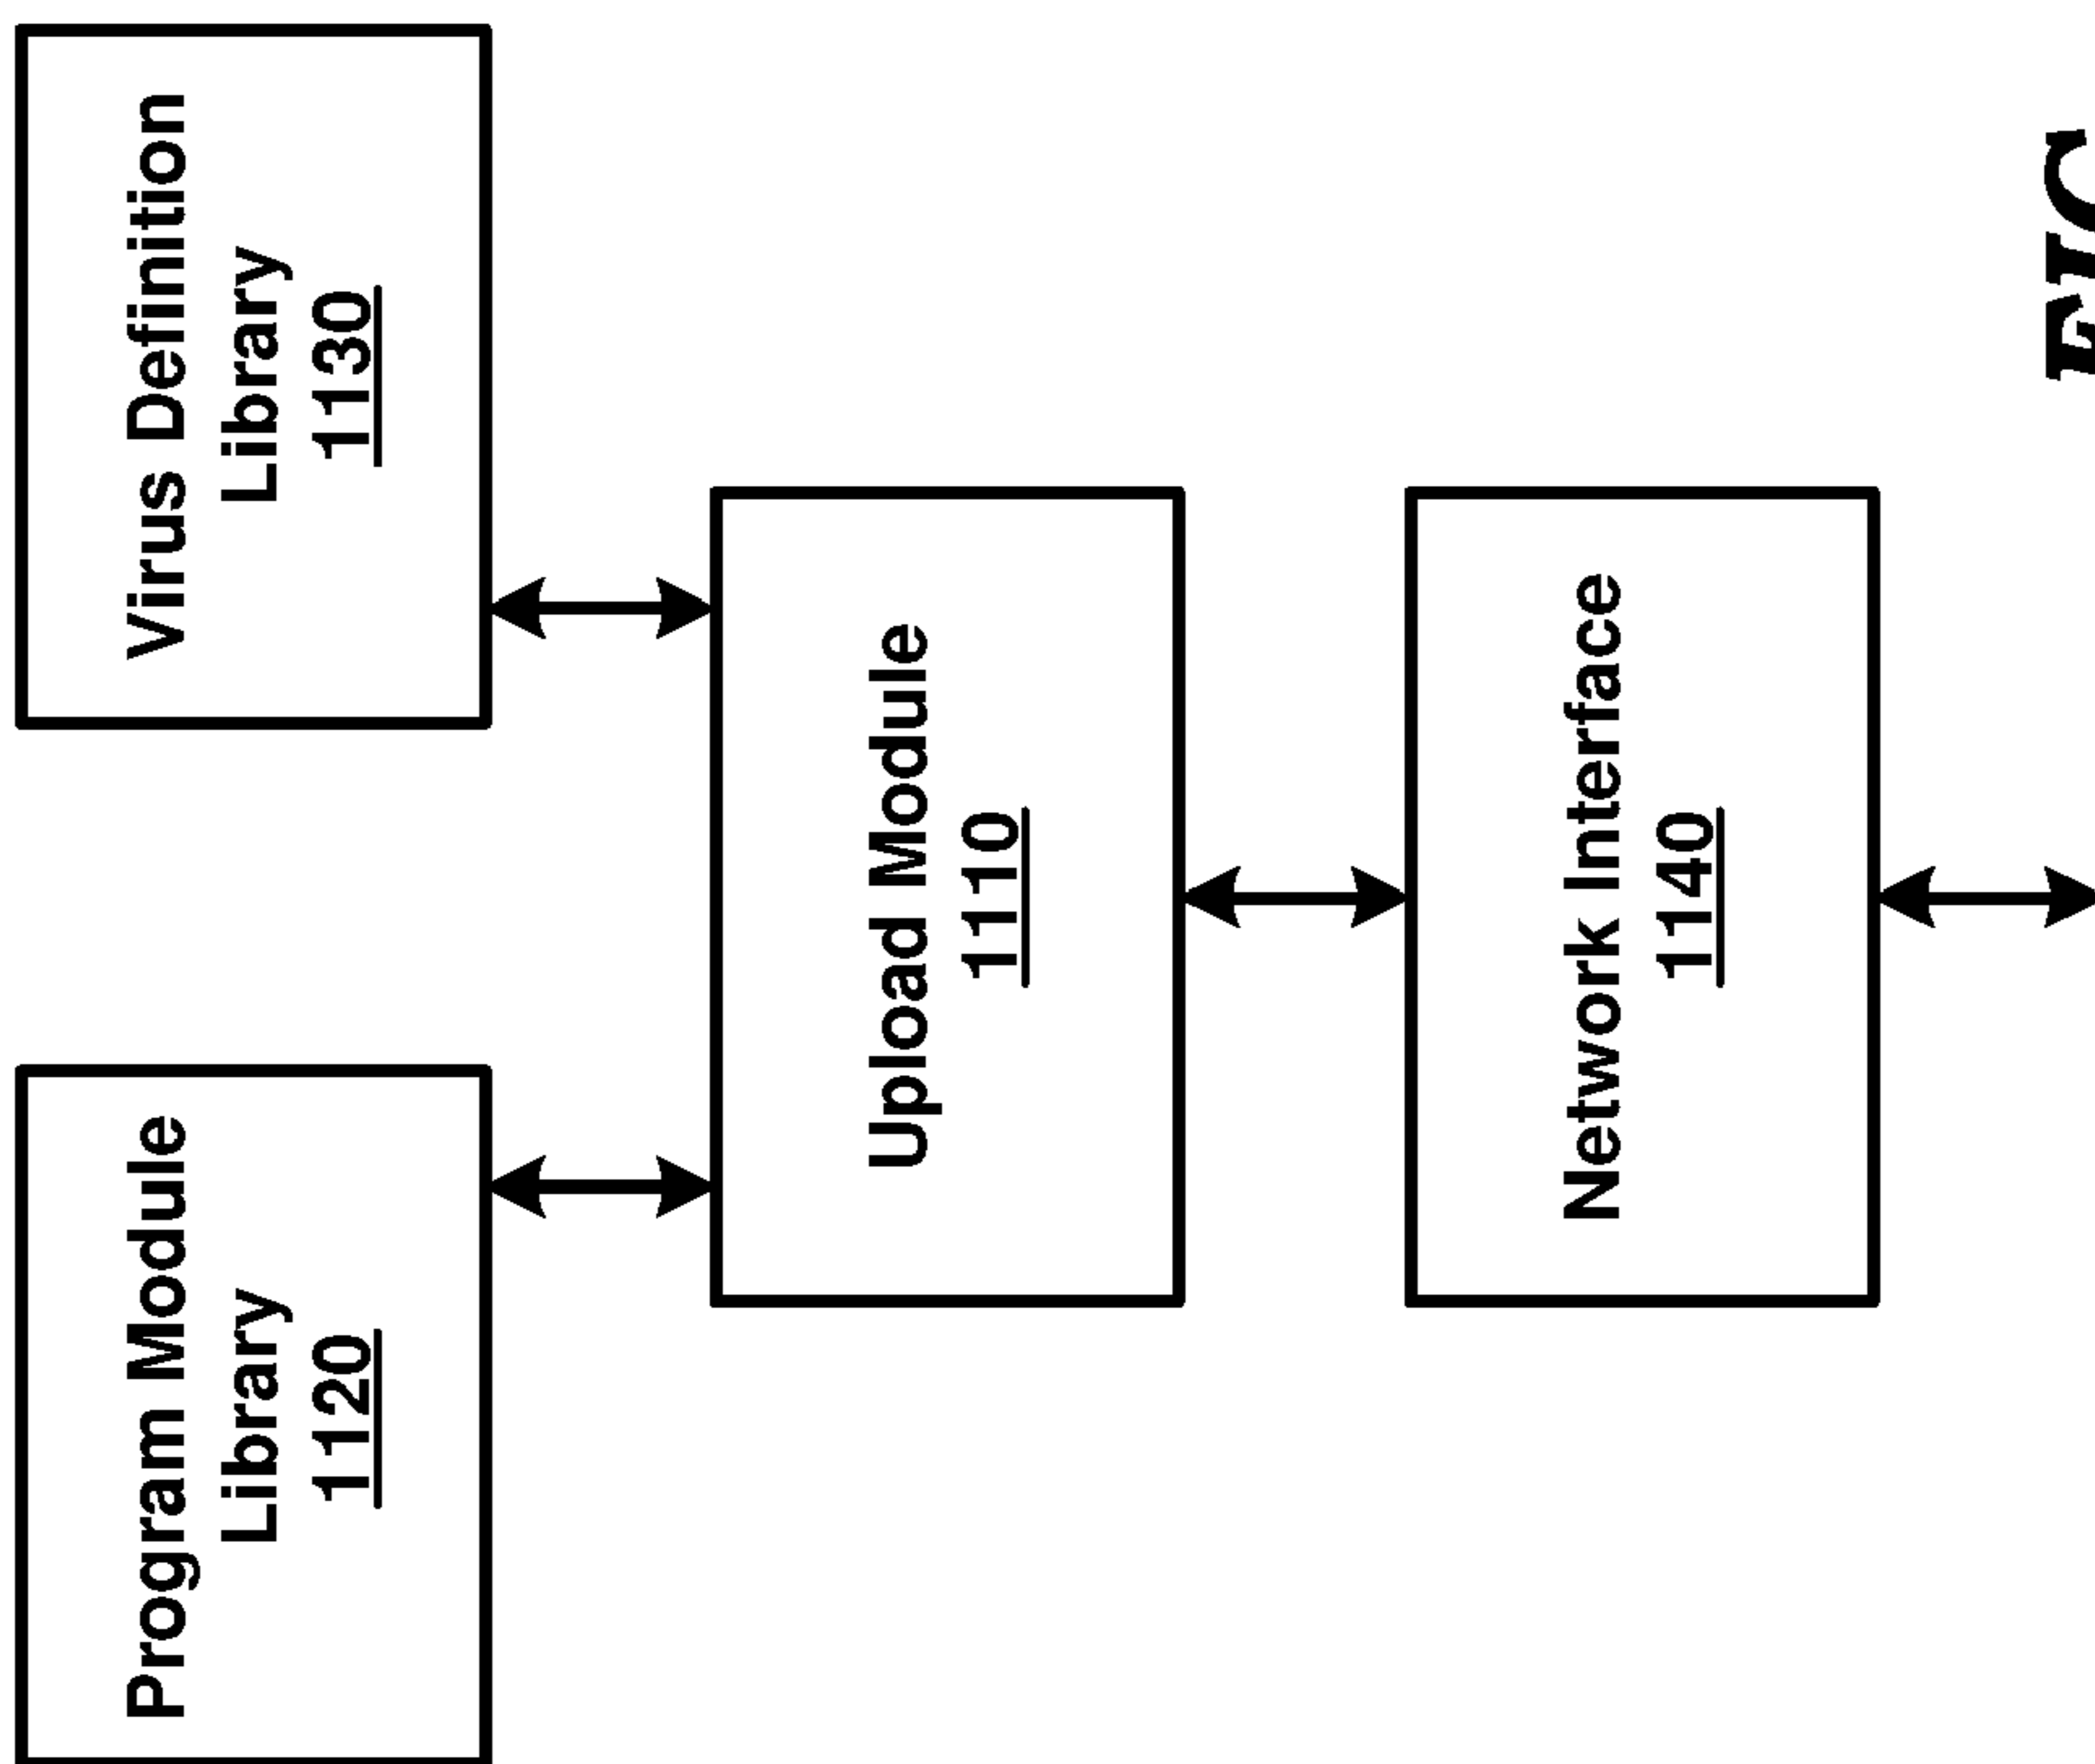 Program Module
Library
1120
Virus Definition
Library
1130
Upload Module
1110
Network Interface
1140